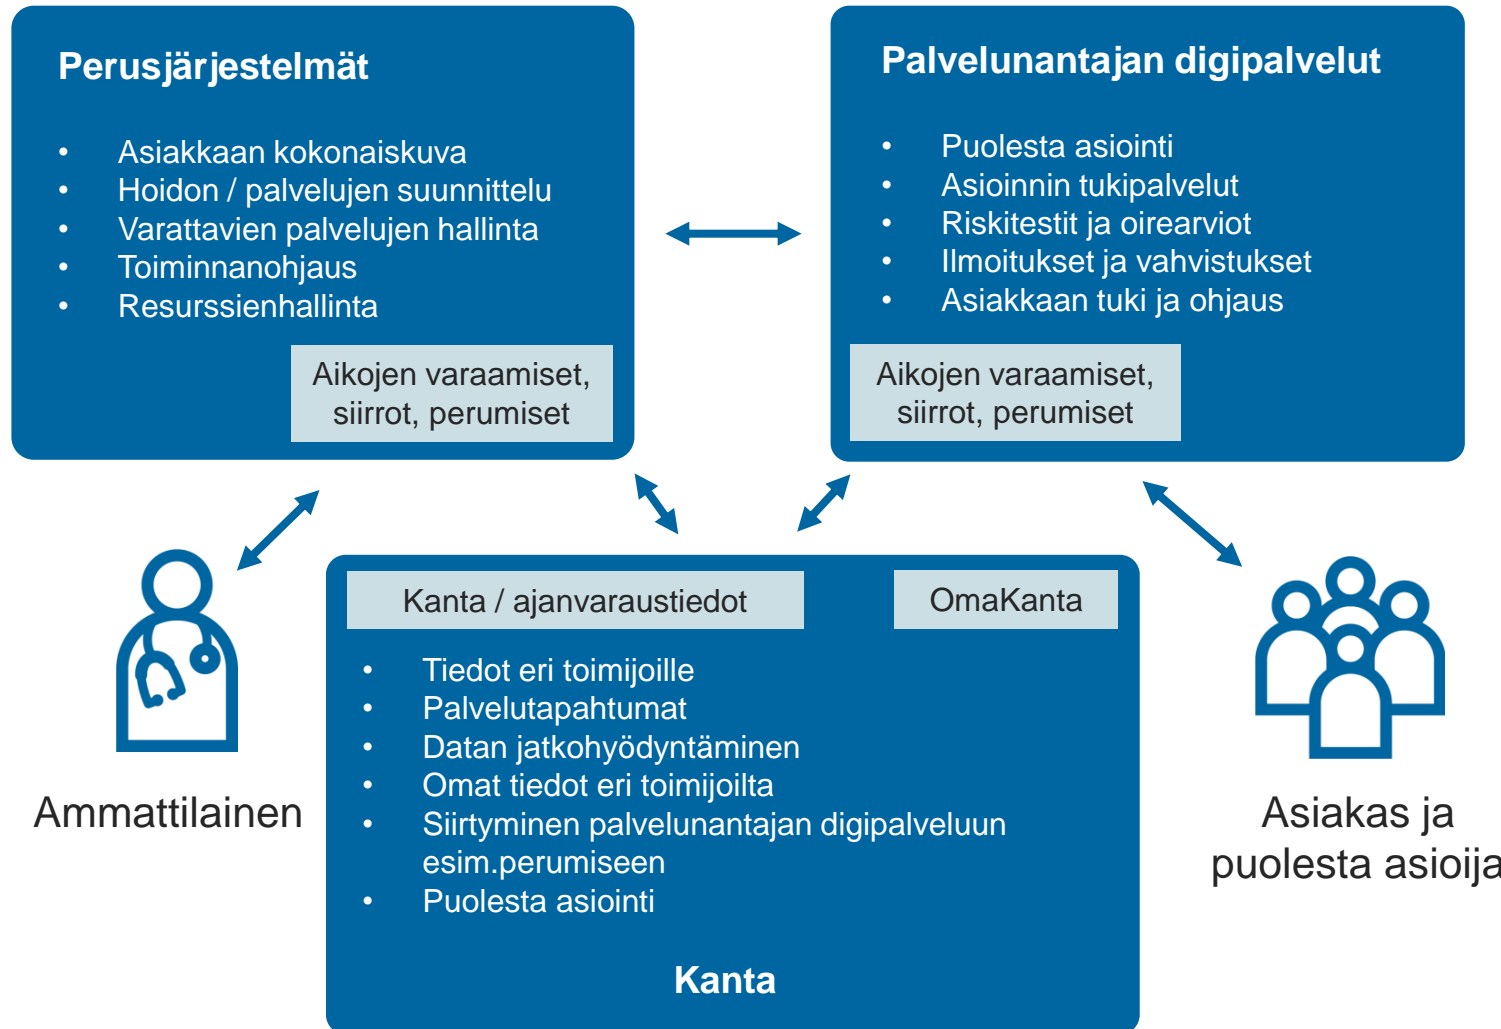 Perusjärjestelmät
• Asiakkaan kokonaiskuva
• Hoidon / palvelujen suunnittelu
• Varattavien palvelujen hallinta
• Toiminnanohjaus
• Resurssienhallinta
Aikojen varaamiset,
siirrot, perumiset
Palvelunantajan digipalvelut
• Puolesta asiointi
• Asioinnin tukipalvelut
• Riskitestit ja oirearviot
• Ilmoitukset ja vahvistukset
• Asiakkaan tuki ja ohjaus
Aikojen varaamiset,
siirrot, perumiset
Ammattilainen
Kanta / ajanvaraustiedot
OmaKanta
• Tiedot eri toimijoille
• Palvelutapahtumat
• Datan jatkohyödyntäminen
• Omat tiedot eri toimijoilta
• Siirtyminen palvelunantajan digipalveluun
esim.perumiseen
• Puolesta asiointi
Kanta
Asiakas ja
puolesta asioija